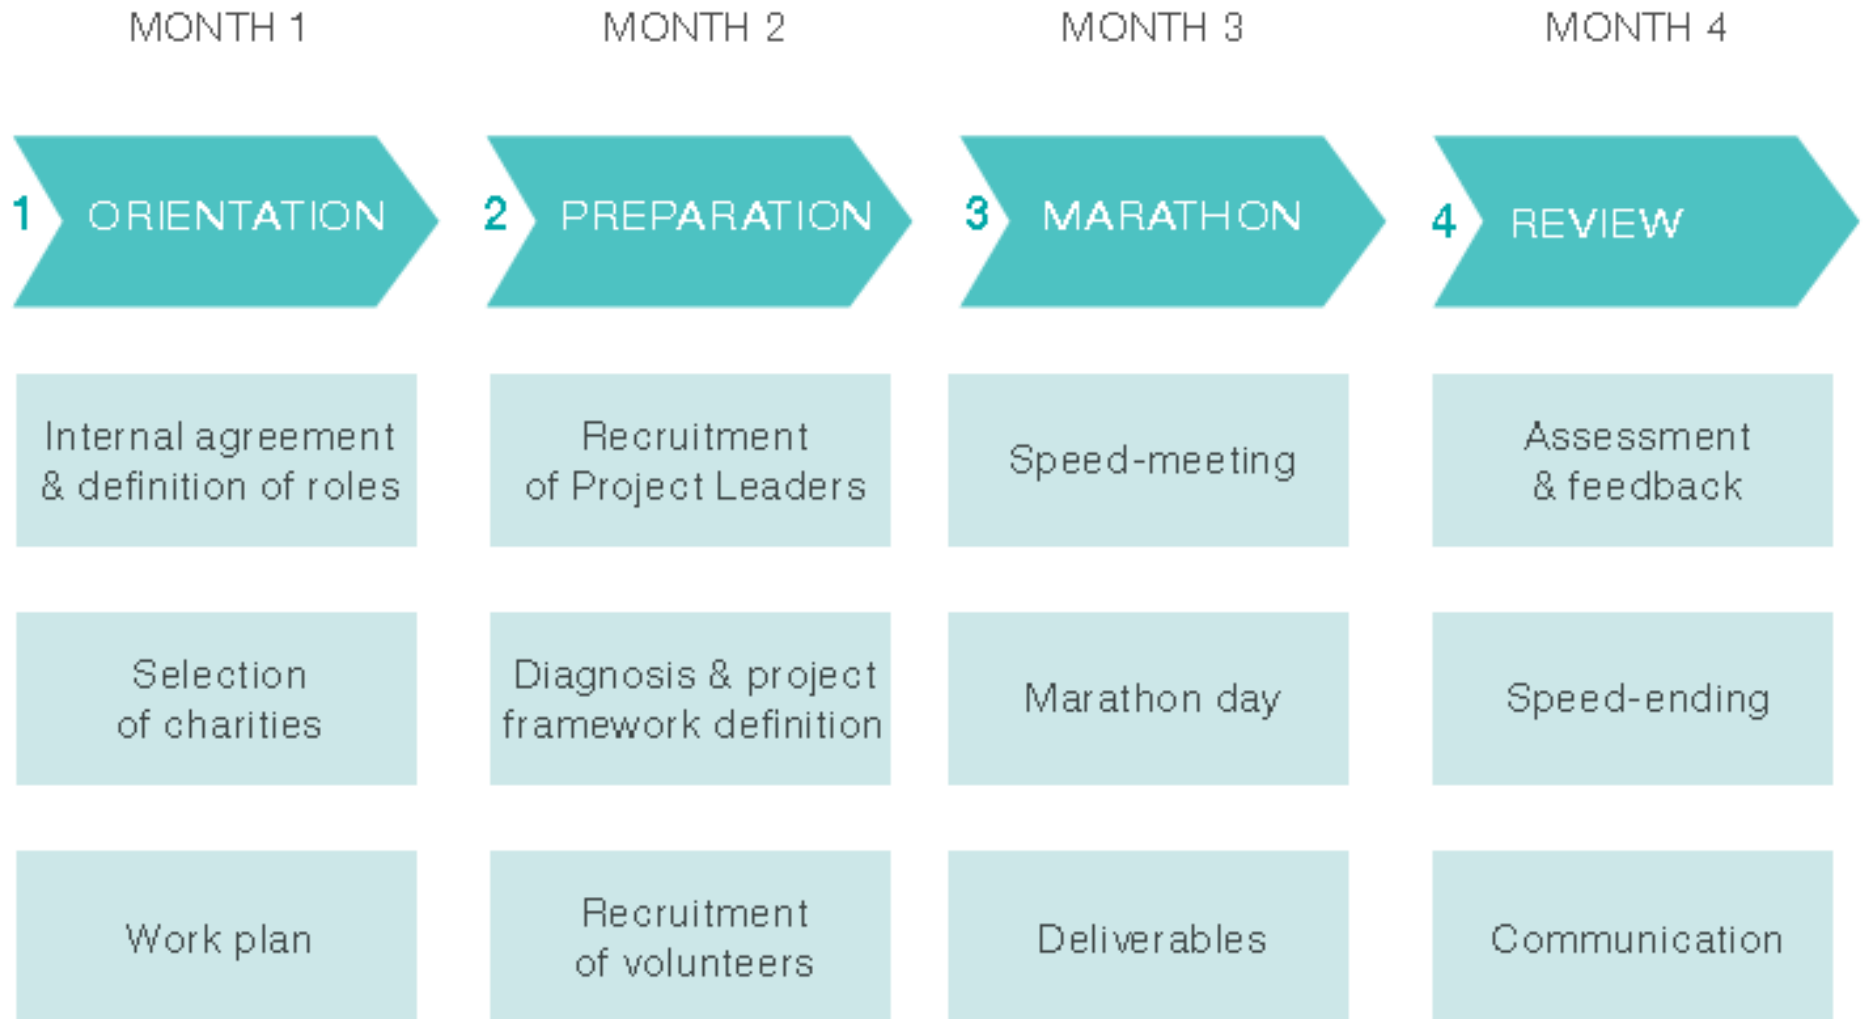 MONTH 1
MONTH 2
MONTH 3
MONTH 4
1 ORIENTATION
2 PREPARATION
3 MARATHON
4 REVIEW
Internal agreement
& definition of roles
Recruitment
of Project Leaders
Speed-meeting
Assessment
& feedback
Selection
of charities
Diagnosis & project
framework definition
Marathon day
Speed-ending
Work plan
Recruitment
of volunteers
Deliverables
Communication